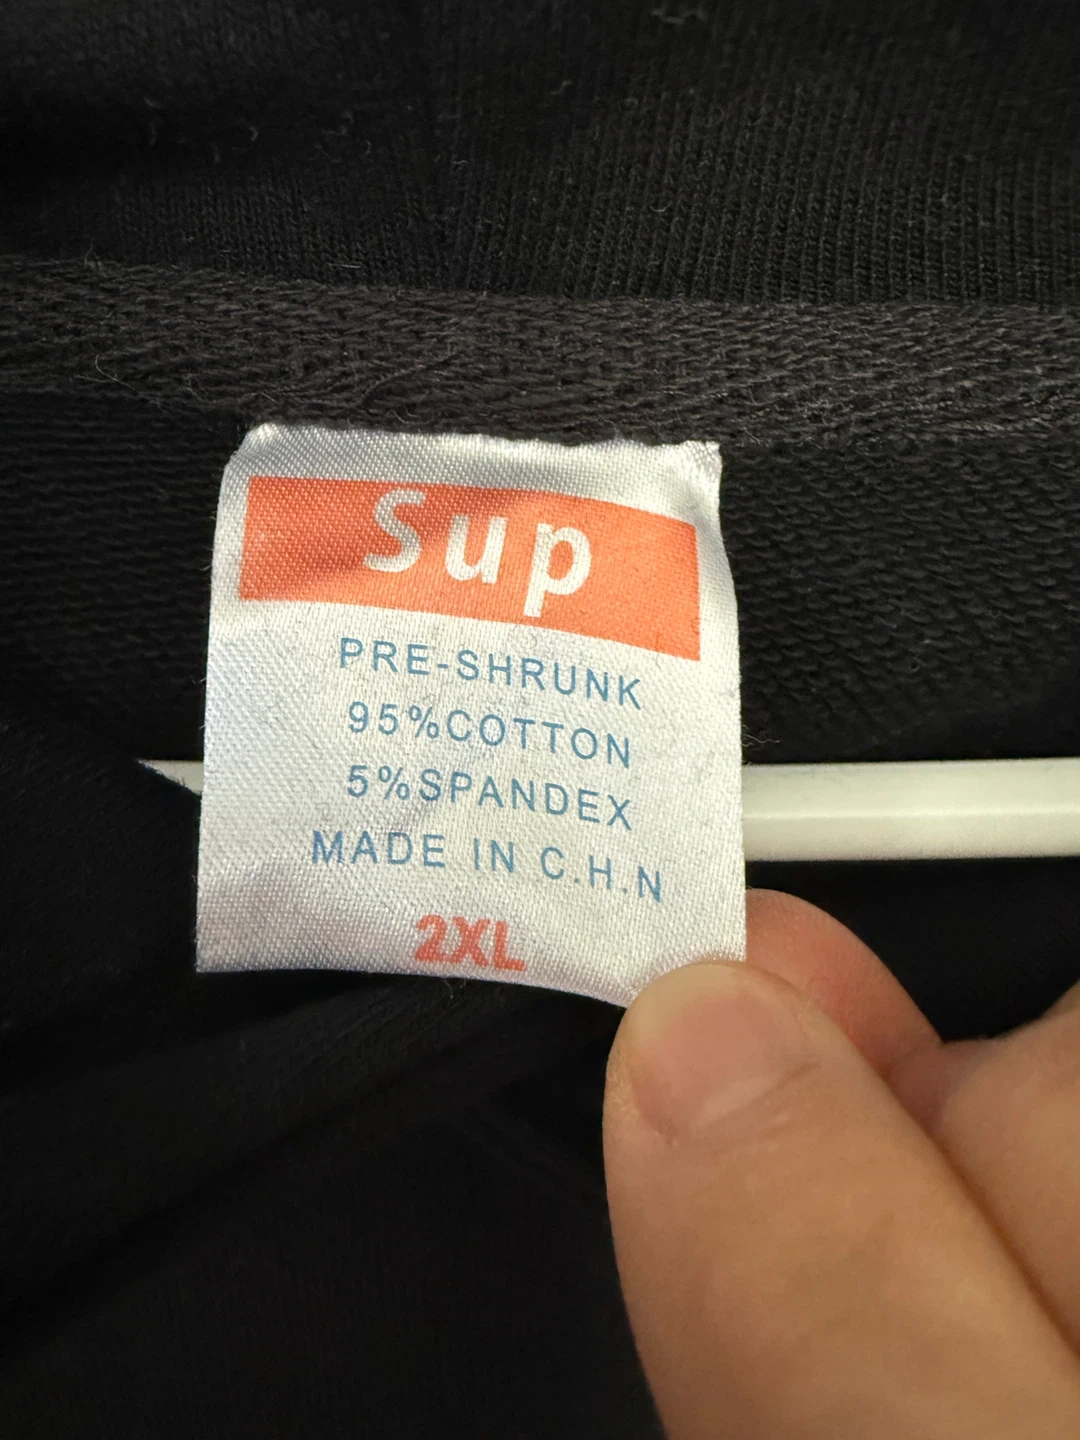 Sup
PRE-SHRUNK
95%COTTON
5%SPANDEX
MADE IN C.H.N
2XL